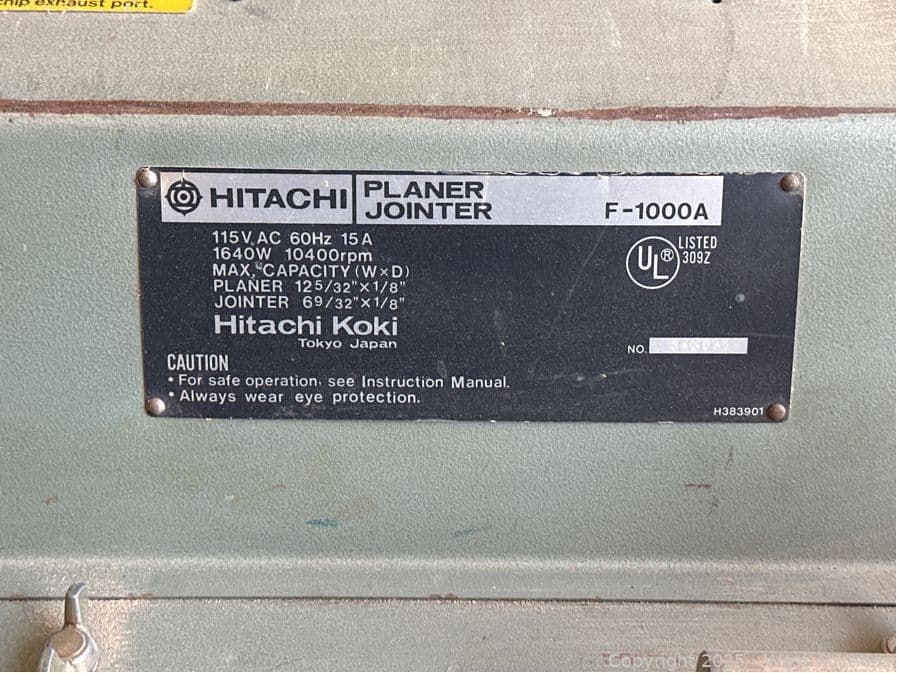 chip exhaust port.
HITACHI PLANER JOINTER F-1000A
115V AC 60Hz 15A
1640W 10400rpm
MAX. CAPACITY (W×D)
PLANER 12 5/32"×1/8"
JOINTER 6 9/32"×1/8"
Hitachi Koki
Tokyo Japan
UL® LISTED
309Z
NO.
CAUTION
• For safe operation, see Instruction Manual.
• Always wear eye protection.
H383901
Copyright